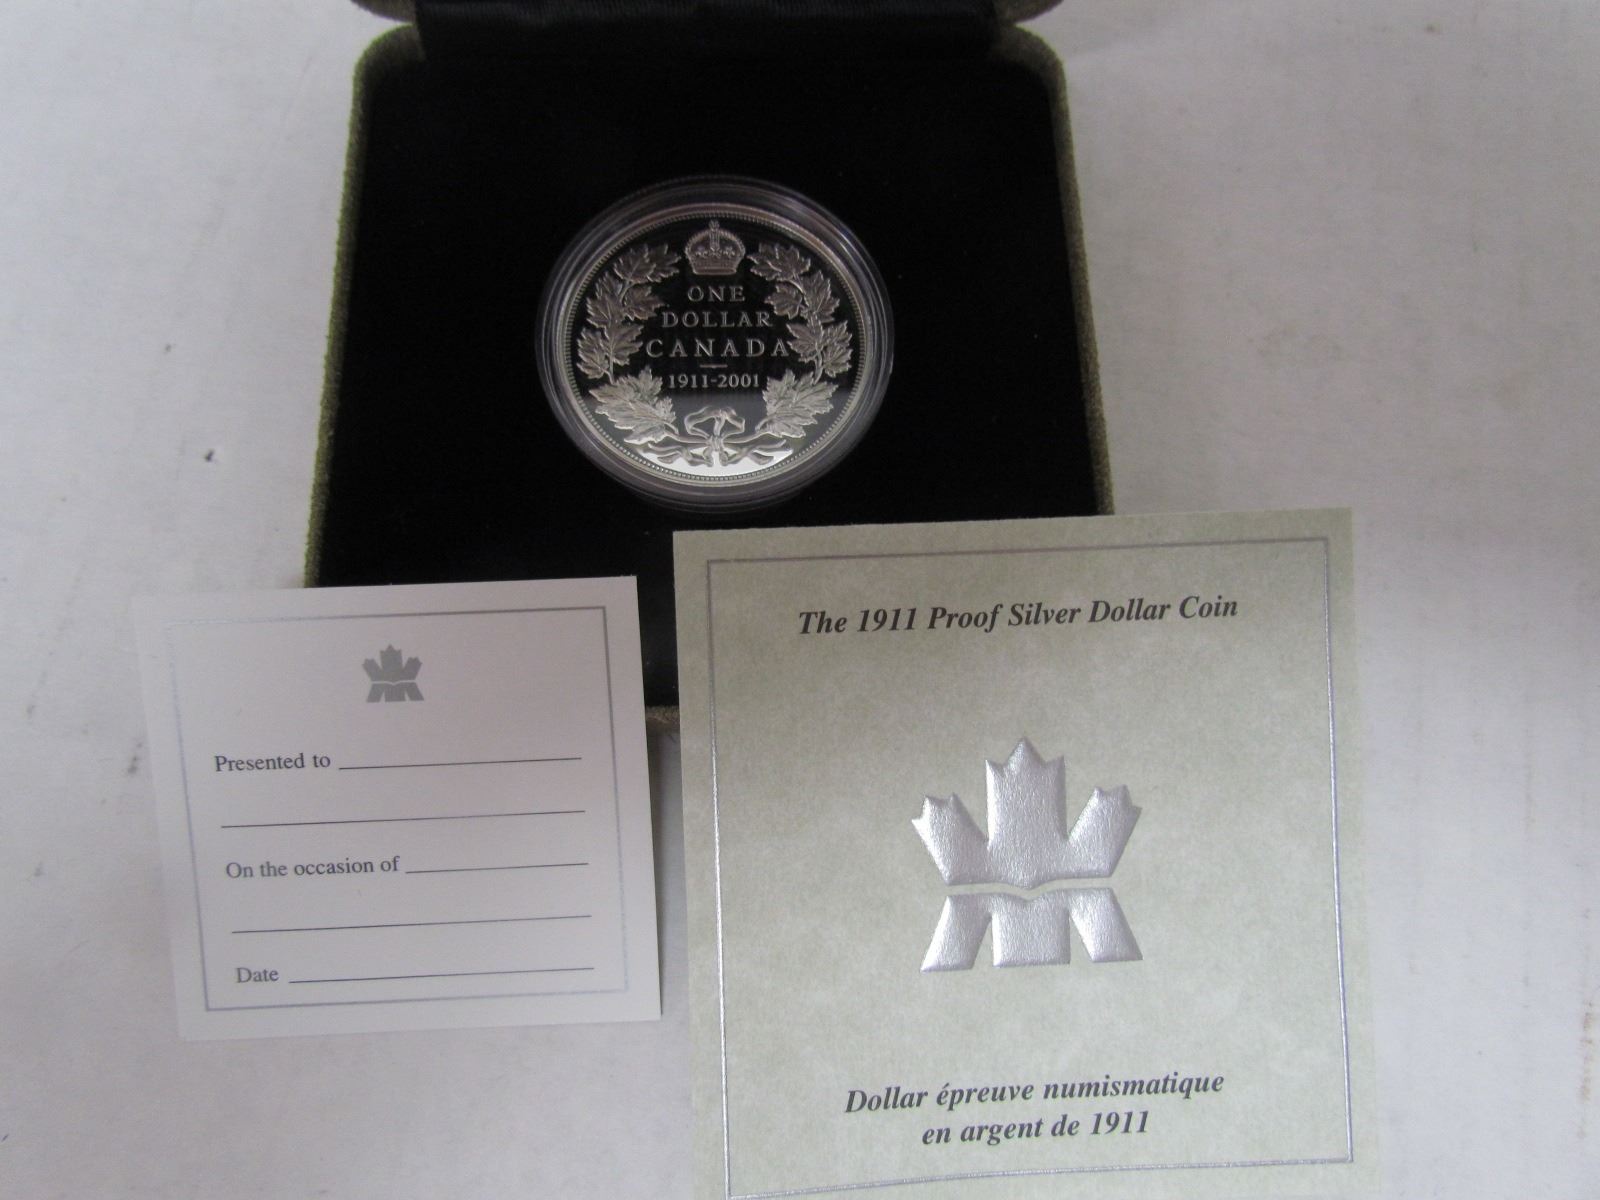 ONE
DOLLAR
CANADA
1911-2001
Presented to
On the occasion of
Date
The 1911 Proof Silver Dollar Coin
Dollar épreuve numismatique
en argent de 1911